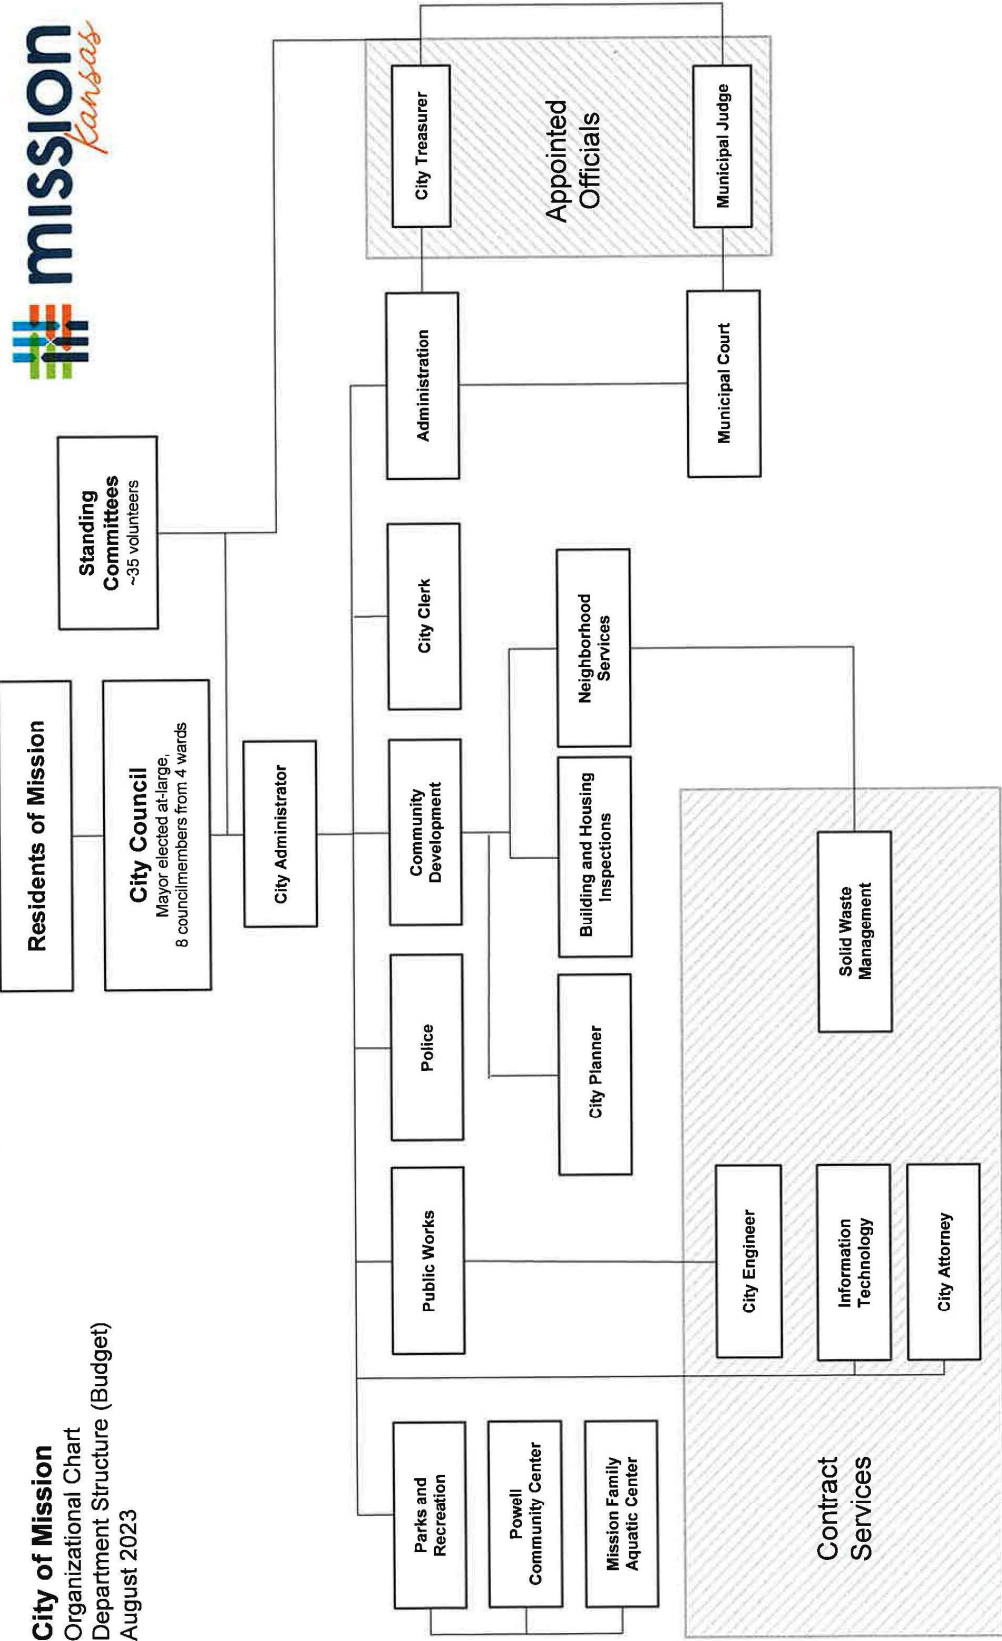 City of Mission
Organizational Chart
Department Structure (Budget)
August 2023
mission
kansas
Residents of Mission
City Council
Mayor elected at-large,
8 councilmembers from 4 wards
Standing
Committees
~35 volunteers
City Administrator
Parks and
Recreation
Public Works
Police
Community
Development
City Clerk
Administration
City Treasurer
Powell
Community Center
Mission Family
Aquatic Center
City Planner
Building and Housing
Inspections
Neighborhood
Services
Appointed
Officials
Municipal Court
Municipal Judge
City Engineer
Information
Technology
City Attorney
Solid Waste
Management
Contract
Services